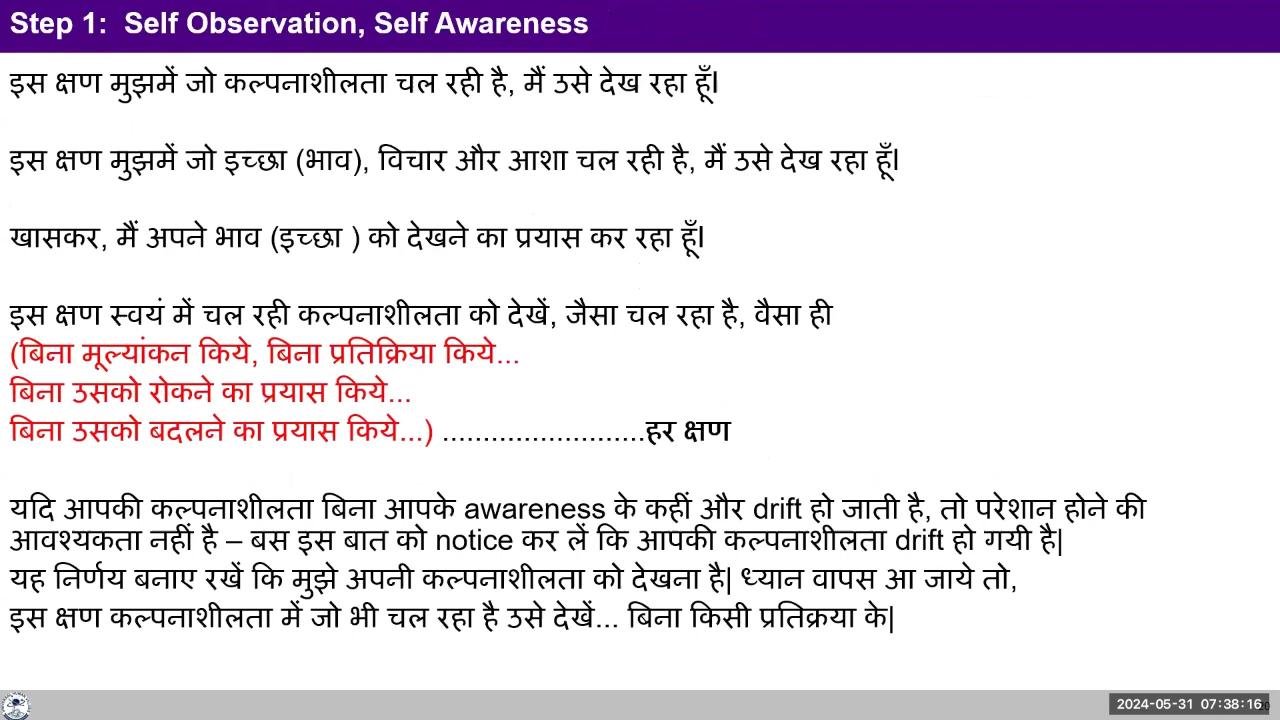 Step 1:  Self Observation, Self Awareness
इस क्षण मुझमें जो कल्पनाशीलता चल रही है, मैं उसे देख रहा हूँ।
इस क्षण मुझमें जो इच्छा (भाव), विचार और आशा चल रही है, मैं उसे देख रहा हूँ।
खासकर, मैं अपने भाव (इच्छा ) को देखने का प्रयास कर रहा हूँ।
इस क्षण स्वयं में चल रही कल्पनाशीलता को देखें, जैसा चल रहा है, वैसा ही
(बिना मूल्यांकन किये, बिना प्रतिक्रिया किये...
बिना उसको रोकने का प्रयास किये...
बिना उसको बदलने का प्रयास किये...) .........................हर क्षण
यदि आपकी कल्पनाशीलता बिना आपके awareness के कहीं और drift हो जाती है, तो परेशान होने की
आवश्यकता नहीं है – बस इस बात को notice कर लें कि आपकी कल्पनाशीलता drift हो गयी है|
यह निर्णय बनाए रखें कि मुझे अपनी कल्पनाशीलता को देखना है| ध्यान वापस आ जाये तो,
इस क्षण कल्पनाशीलता में जो भी चल रहा है उसे देखें... बिना किसी प्रतिक्रया के|
2024-05-31 07:38:16